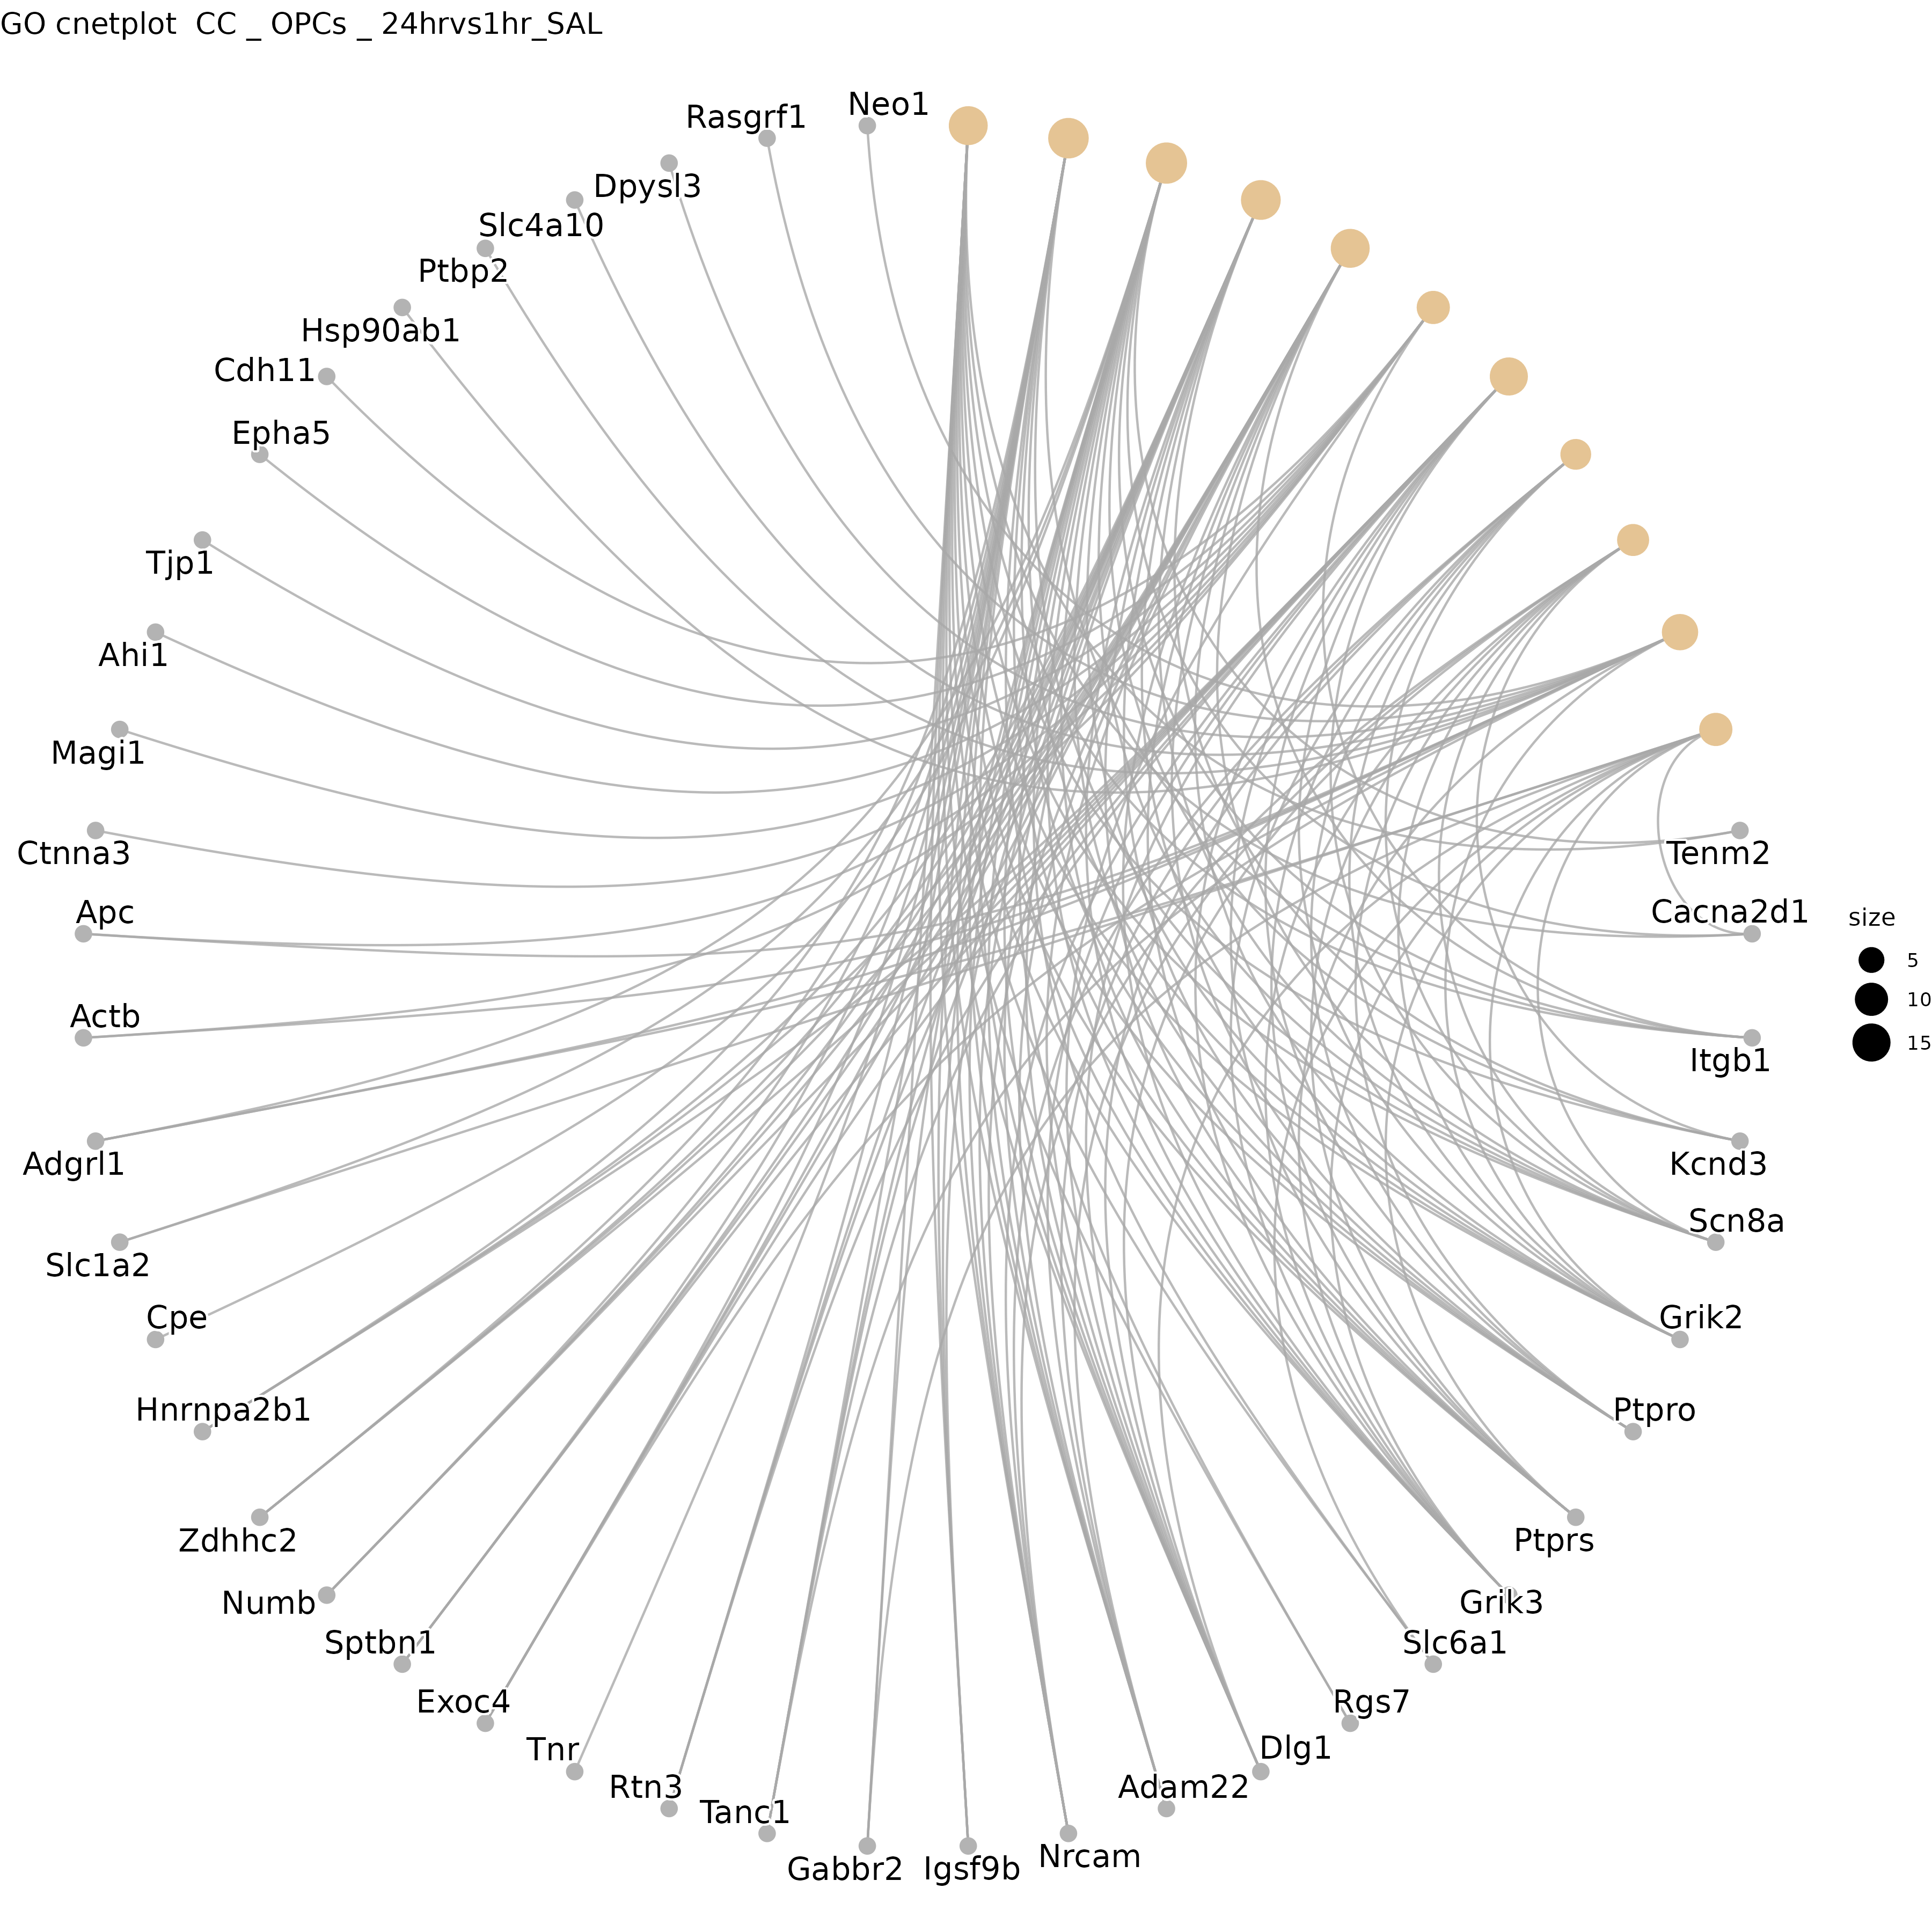 GO cnetplot  CC _ OPCs _ 24hrvs1hr_SAL
Neo1
Rasgrf1
Dpysl3
Slc4a10
Ptbp2
Hsp90ab1
Cdh11
Epha5
Tjp1
Ahi1
Magi1
Ctnna3
Tenm2
Apc
Cacna2d1
size
5
10
15
Actb
Itgb1
Adgrl1
Kcnd3
Scn8a
Slc1a2
Cpe
Grik2
Hnrnpa2b1
Ptpro
Zdhhc2
Ptprs
Numb
Grik3
Sptbn1
Slc6a1
Exoc4
Rgs7
Tnr
Dlg1
Rtn3
Adam22
Tanc1
Nrcam
Gabbr2
Igsf9b